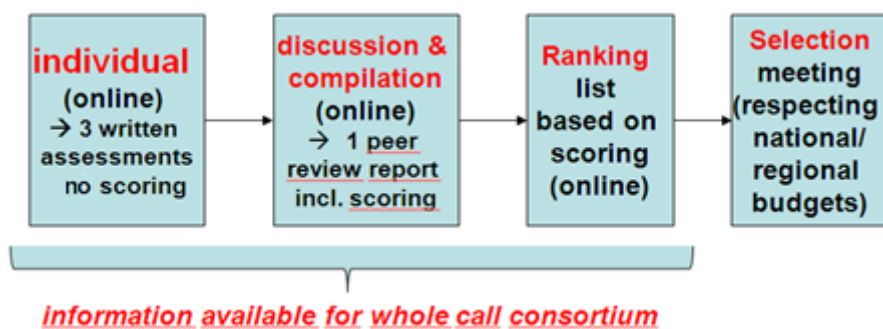 individual
(online)
→ 3 written
assessments
no scoring
discussion &
compilation
(online)
→ 1 peer
review report
incl. scoring
Ranking
list
based on
scoring
(online)
Selection
meeting
(respecting
national/
regional
budgets)
information available for whole call consortium